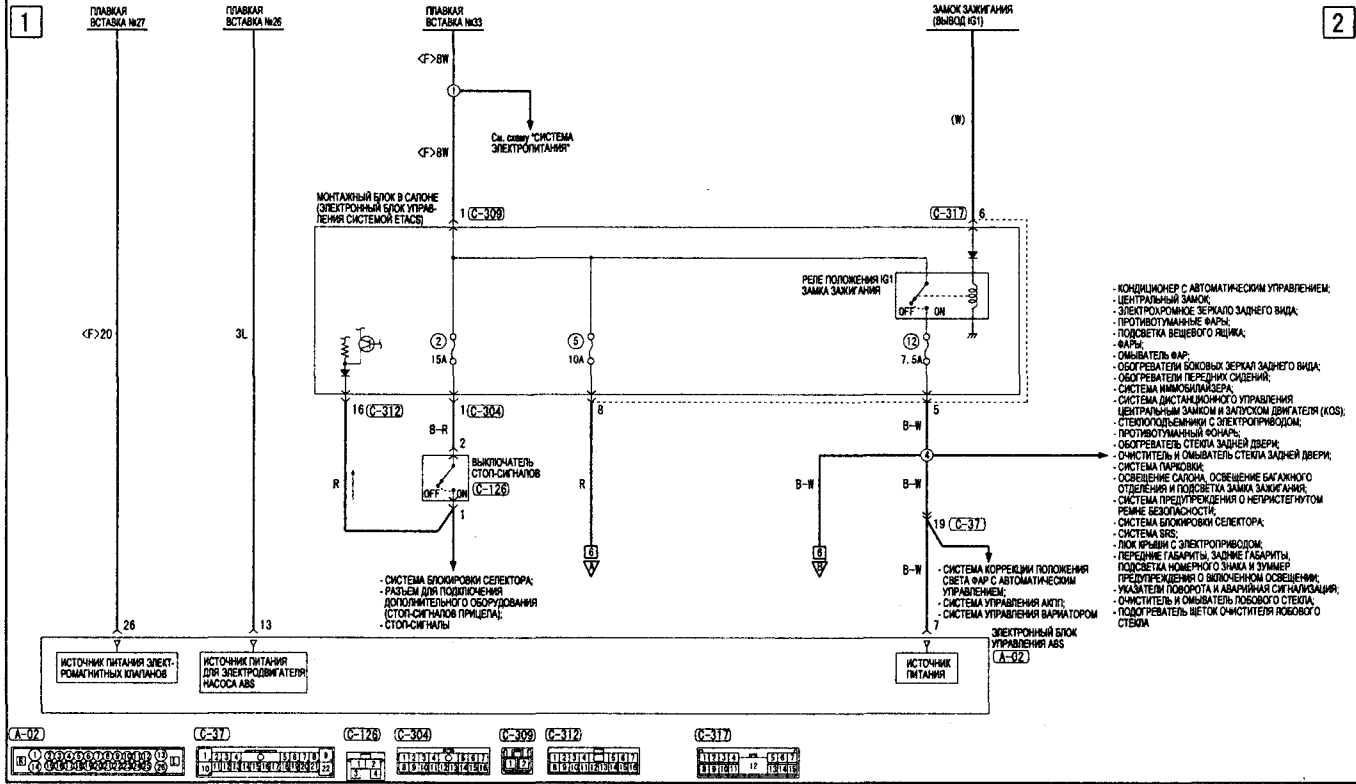 1
2
ПЛАВКАЯ
ВСТАВКА №27
ПЛАВКАЯ
ВСТАВКА №26
ПЛАВКАЯ
ВСТАВКА №33
ЗАМОК ЗАЖИГАНИЯ
(ВЫВОД IG1)
<F>8W
1
См. схему "СИСТЕМА
ЭЛЕКТРОПИТАНИЯ"
<F>8W
(W)
МОНТАЖНЫЙ БЛОК В САЛОНЕ
(ЭЛЕКТРОННЫЙ БЛОК УПРАВ-
ЛЕНИЯ СИСТЕМОЙ ETACS)
1 C-309
C-317 6
РЕЛЕ ПОЛОЖЕНИЯ IG1
ЗАМКА ЗАЖИГАНИЯ
OFF ON
<F>20
3L
2
15A
5
10A
12
7.5A
16 C-312
1 C-304
8
5
B-R
2
ВЫКЛЮЧАТЕЛЬ
СТОП-СИГНАЛОВ
C-126
OFF ON
1
R
R
B-W
B-W
4
B-W
19 C-37
B-W
6
A
6
B
- КОНДИЦИОНЕР С АВТОМАТИЧЕСКИМ УПРАВЛЕНИЕМ;
- ЦЕНТРАЛЬНЫЙ ЗАМОК;
- ЭЛЕКТРОХРОМНОЕ ЗЕРКАЛО ЗАДНЕГО ВИДА;
- ПРОТИВОТУМАННЫЕ ФАРЫ;
- ПОДСВЕТКА ВЕЩЕВОГО ЯЩИКА;
- ФАРЫ;
- ОМЫВАТЕЛЬ ФАР;
- ОБОГРЕВАТЕЛИ БОКОВЫХ ЗЕРКАЛ ЗАДНЕГО ВИДА;
- ОБОГРЕВАТЕЛИ ПЕРЕДНИХ СИДЕНИЙ;
- СИСТЕМА ИММОБИЛАЙЗЕРА;
- СИСТЕМА ДИСТАНЦИОННОГО УПРАВЛЕНИЯ
ЦЕНТРАЛЬНЫМ ЗАМКОМ И ЗАПУСКОМ ДВИГАТЕЛЯ (KOS);
- СТЕКЛОПОДЪЕМНИКИ С ЭЛЕКТРОПРИВОДОМ;
- ПРОТИВОТУМАННЫЙ ФОНАРЬ;
- ОБОГРЕВАТЕЛЬ СТЕКЛА ЗАДНЕЙ ДВЕРИ;
- ОЧИСТИТЕЛЬ И ОМЫВАТЕЛЬ СТЕКЛА ЗАДНЕЙ ДВЕРИ;
- СИСТЕМА ПАРКОВКИ;
- ОСВЕЩЕНИЕ САЛОНА, ОСВЕЩЕНИЕ БАГАЖНОГО
ОТДЕЛЕНИЯ И ПОДСВЕТКА ЗАМКА ЗАЖИГАНИЯ;
- СИСТЕМА ПРЕДУПРЕЖДЕНИЯ О НЕПРИСТЕГНУТОМ
РЕМНЕ БЕЗОПАСНОСТИ;
- СИСТЕМА БЛОКИРОВКИ СЕЛЕКТОРА;
- СИСТЕМА SRS;
- ЛЮК КРЫШИ С ЭЛЕКТРОПРИВОДОМ;
- ПЕРЕДНИЕ ГАБАРИТЫ, ЗАДНИЕ ГАБАРИТЫ,
ПОДСВЕТКА НОМЕРНОГО ЗНАКА И ЗУММЕР
ПРЕДУПРЕЖДЕНИЯ О ВКЛЮЧЕННОМ ОСВЕЩЕНИИ;
- УКАЗАТЕЛИ ПОВОРОТА И АВАРИЙНАЯ СИГНАЛИЗАЦИЯ;
- ОЧИСТИТЕЛЬ И ОМЫВАТЕЛЬ ЛОБОВОГО СТЕКЛА;
- ПОДОГРЕВАТЕЛЬ ЩЕТОК ОЧИСТИТЕЛЯ ЛОБОВОГО
СТЕКЛА
- СИСТЕМА БЛОКИРОВКИ СЕЛЕКТОРА;
- РАЗЪЕМ ДЛЯ ПОДКЛЮЧЕНИЯ
ДОПОЛНИТЕЛЬНОГО ОБОРУДОВАНИЯ
(СТОП-СИГНАЛОВ ПРИЦЕПА);
- СТОП-СИГНАЛЫ
- СИСТЕМА КОРРЕКЦИИ ПОЛОЖЕНИЯ
СВЕТА ФАР С АВТОМАТИЧЕСКИМ
УПРАВЛЕНИЕМ;
- СИСТЕМА УПРАВЛЕНИЯ АКПП;
- СИСТЕМА УПРАВЛЕНИЯ ВАРИАТОРОМ
26
13
7
ЭЛЕКТРОННЫЙ БЛОК
УПРАВЛЕНИЯ ABS
A-02
ИСТОЧНИК ПИТАНИЯ ЭЛЕКТ-
РОМАГНИТНЫХ КЛАПАНОВ
ИСТОЧНИК ПИТАНИЯ
ДЛЯ ЭЛЕКТРОДВИГАТЕЛЯ
НАСОСА ABS
ИСТОЧНИК
ПИТАНИЯ
A-02
C-37
C-126
C-304
C-309
C-312
C-317